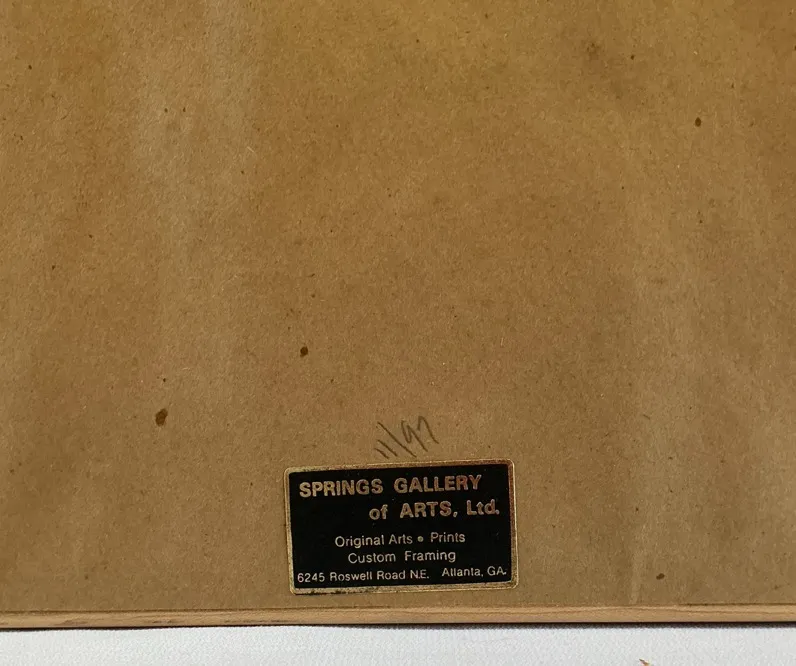 11/97
SPRINGS GALLERY
of ARTS, Ltd.
Original Arts • Prints
Custom Framing
6245 Roswell Road N.E. Atlanta, GA.